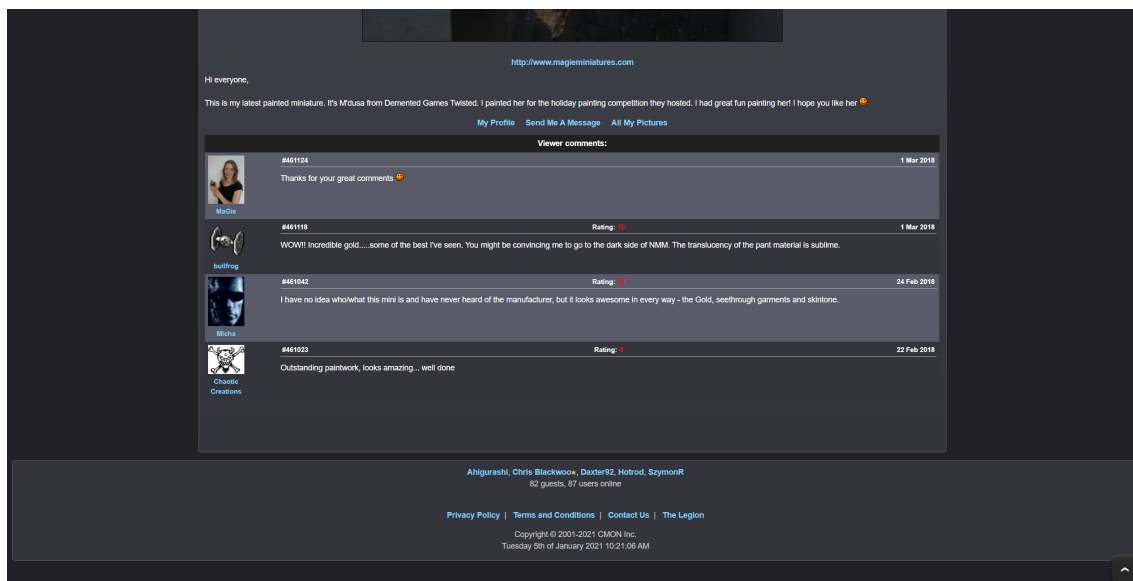 http://www.magieminiatures.com
Hi everyone,
This is my latest painted miniature. It's M'dusa from Demented Games Twisted. I painted her for the holiday painting competition they hosted. I had great fun painting her! I hope you like her
My Profile Send Me A Message All My Pictures
Viewer comments:
#461124 1 Mar 2018
Thanks for your great comments
MaGie
#461118 Rating: 10 1 Mar 2018
WOW!! Incredible gold.....some of the best I've seen. You might be convincing me to go to the dark side of NMM. The translucency of the pant material is sublime.
bullfrog
#461042 Rating: 24 Feb 2018
I have no idea who/what this mini is and have never heard of the manufacturer, but it looks awesome in every way - the Gold, seethrough garments and skintone.
Micha
#461023 Rating: 22 Feb 2018
Outstanding paintwork, looks amazing... well done
Chaotic
Creations
Ahigurashi, Chris Blackwoo★, Daxter92, Hotrod, SzymonR
82 guests, 87 users online
Privacy Policy | Terms and Conditions | Contact Us | The Legion
Copyright © 2001-2021 CMON Inc.
Tuesday 5th of January 2021 10:21:06 AM